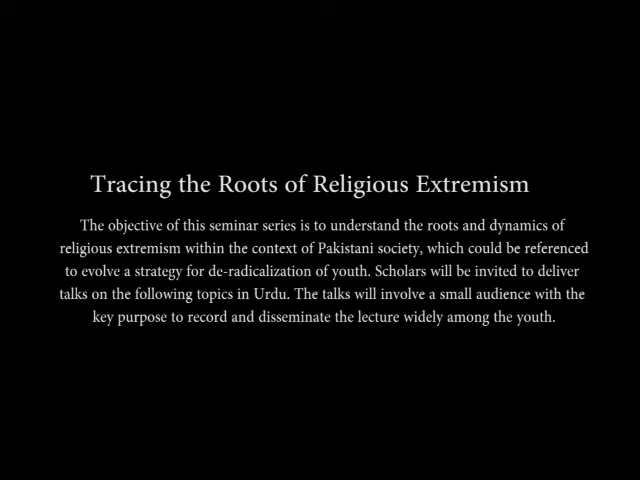 Tracing the Roots of Religious Extremism
The objective of this seminar series is to understand the roots and dynamics of
religious extremism within the context of Pakistani society, which could be referenced
to evolve a strategy for de-radicalization of youth. Scholars will be invited to deliver
talks on the following topics in Urdu. The talks will involve a small audience with the
key purpose to record and disseminate the lecture widely among the youth.